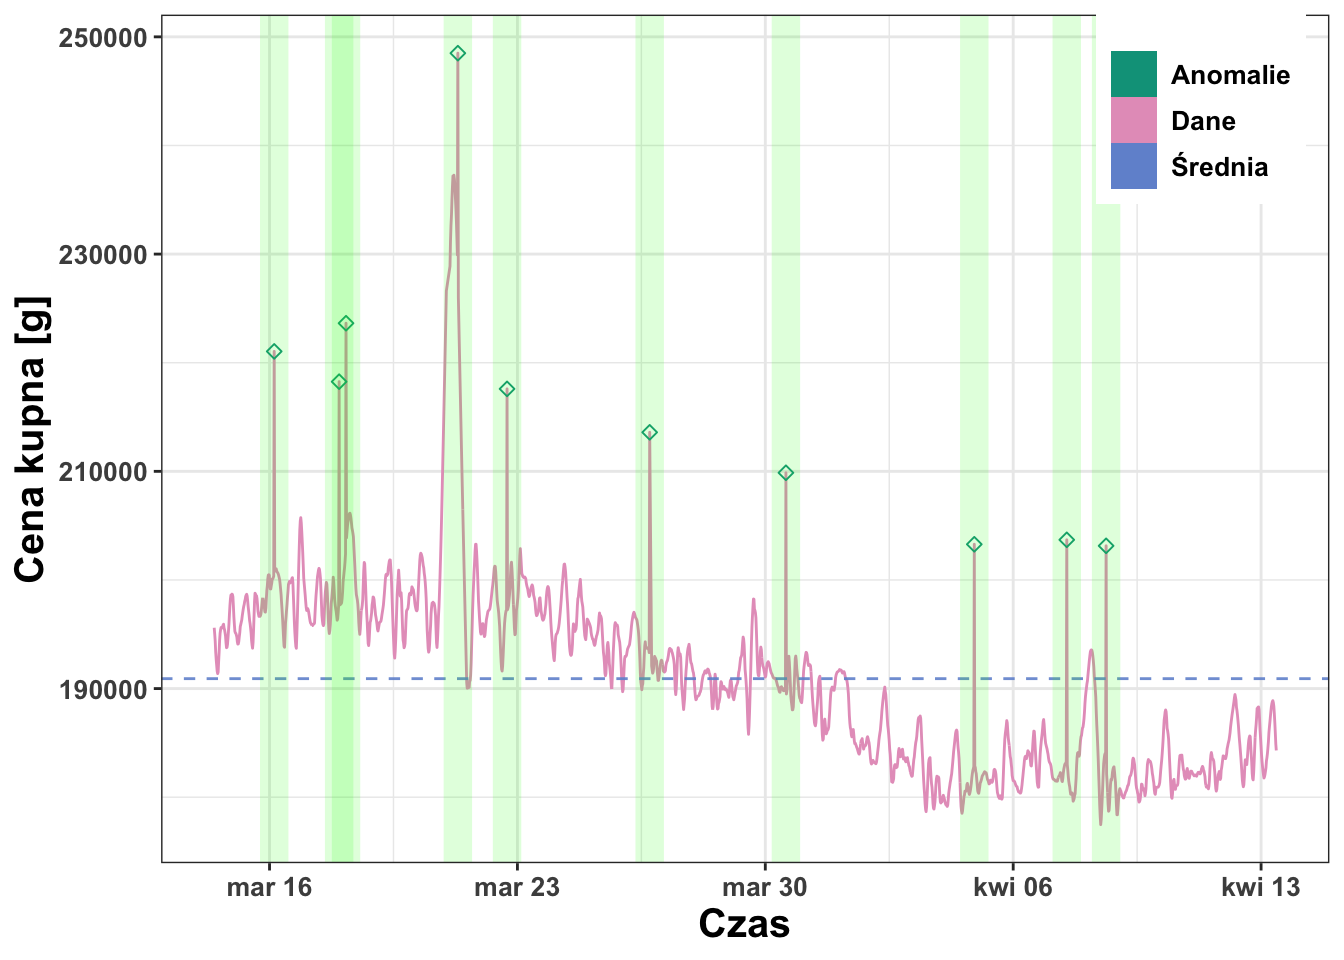 Cena kupna [g]
250000
230000
210000
190000
Anomalie
Dane
Średnia
mar 16
mar 23
mar 30
kwi 06
kwi 13
Czas